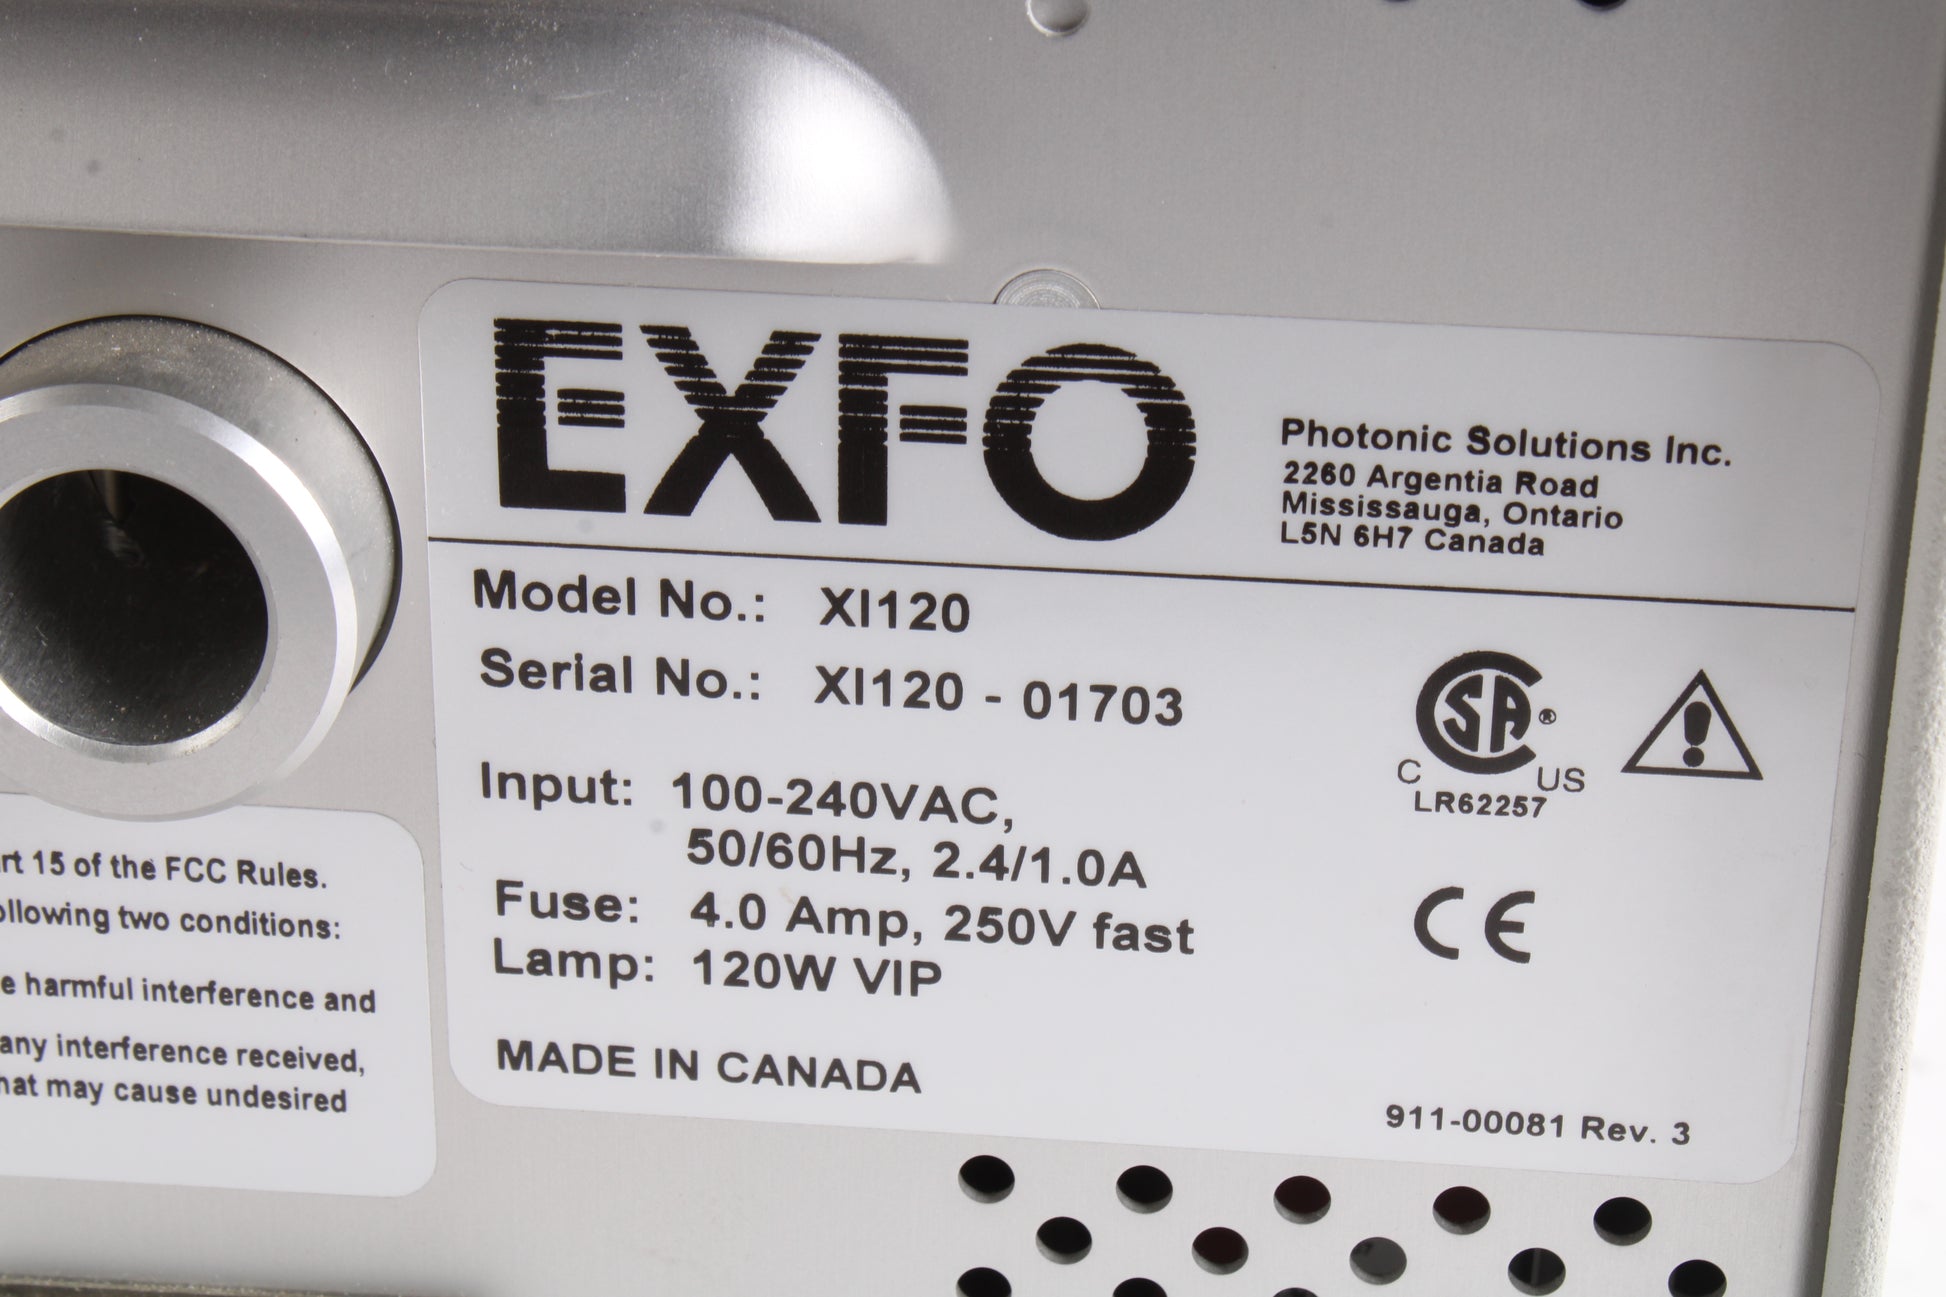 EXFO
Photonic Solutions Inc.
2260 Argentia Road
Mississauga, Ontario
L5N 6H7 Canada
Model No.: XI120
Serial No.: XI120 - 01703
Input: 100-240VAC,
50/60Hz, 2.4/1.0A
Fuse: 4.0 Amp, 250V fast
Lamp: 120W VIP
MADE IN CANADA
CSA®
C US
LR62257
CE
911-00081 Rev. 3
15 of the FCC Rules.
two conditions:
harmful interference and
any interference received,
may cause undesired